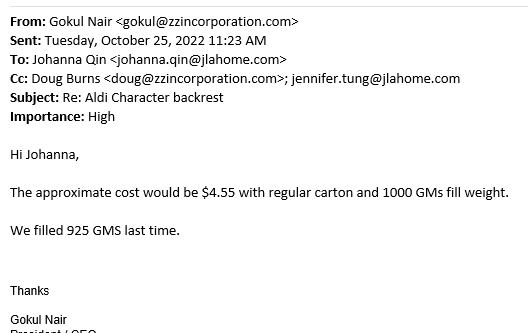 From: Gokul Nair <gokul@zzincorporation.com>
Sent: Tuesday, October 25, 2022 11:23 AM
To: Johanna Qin <johanna.qin@jlahome.com>
Cc: Doug Burns <doug@zzincorporation.com>; jennifer.tung@jlahome.com
Subject: Re: Aldi Character backrest
Importance: High
Hi Johanna,
The approximate cost would be $4.55 with regular carton and 1000 GMs fill weight.
We filled 925 GMS last time.
Thanks
Gokul Nair
President / CEO